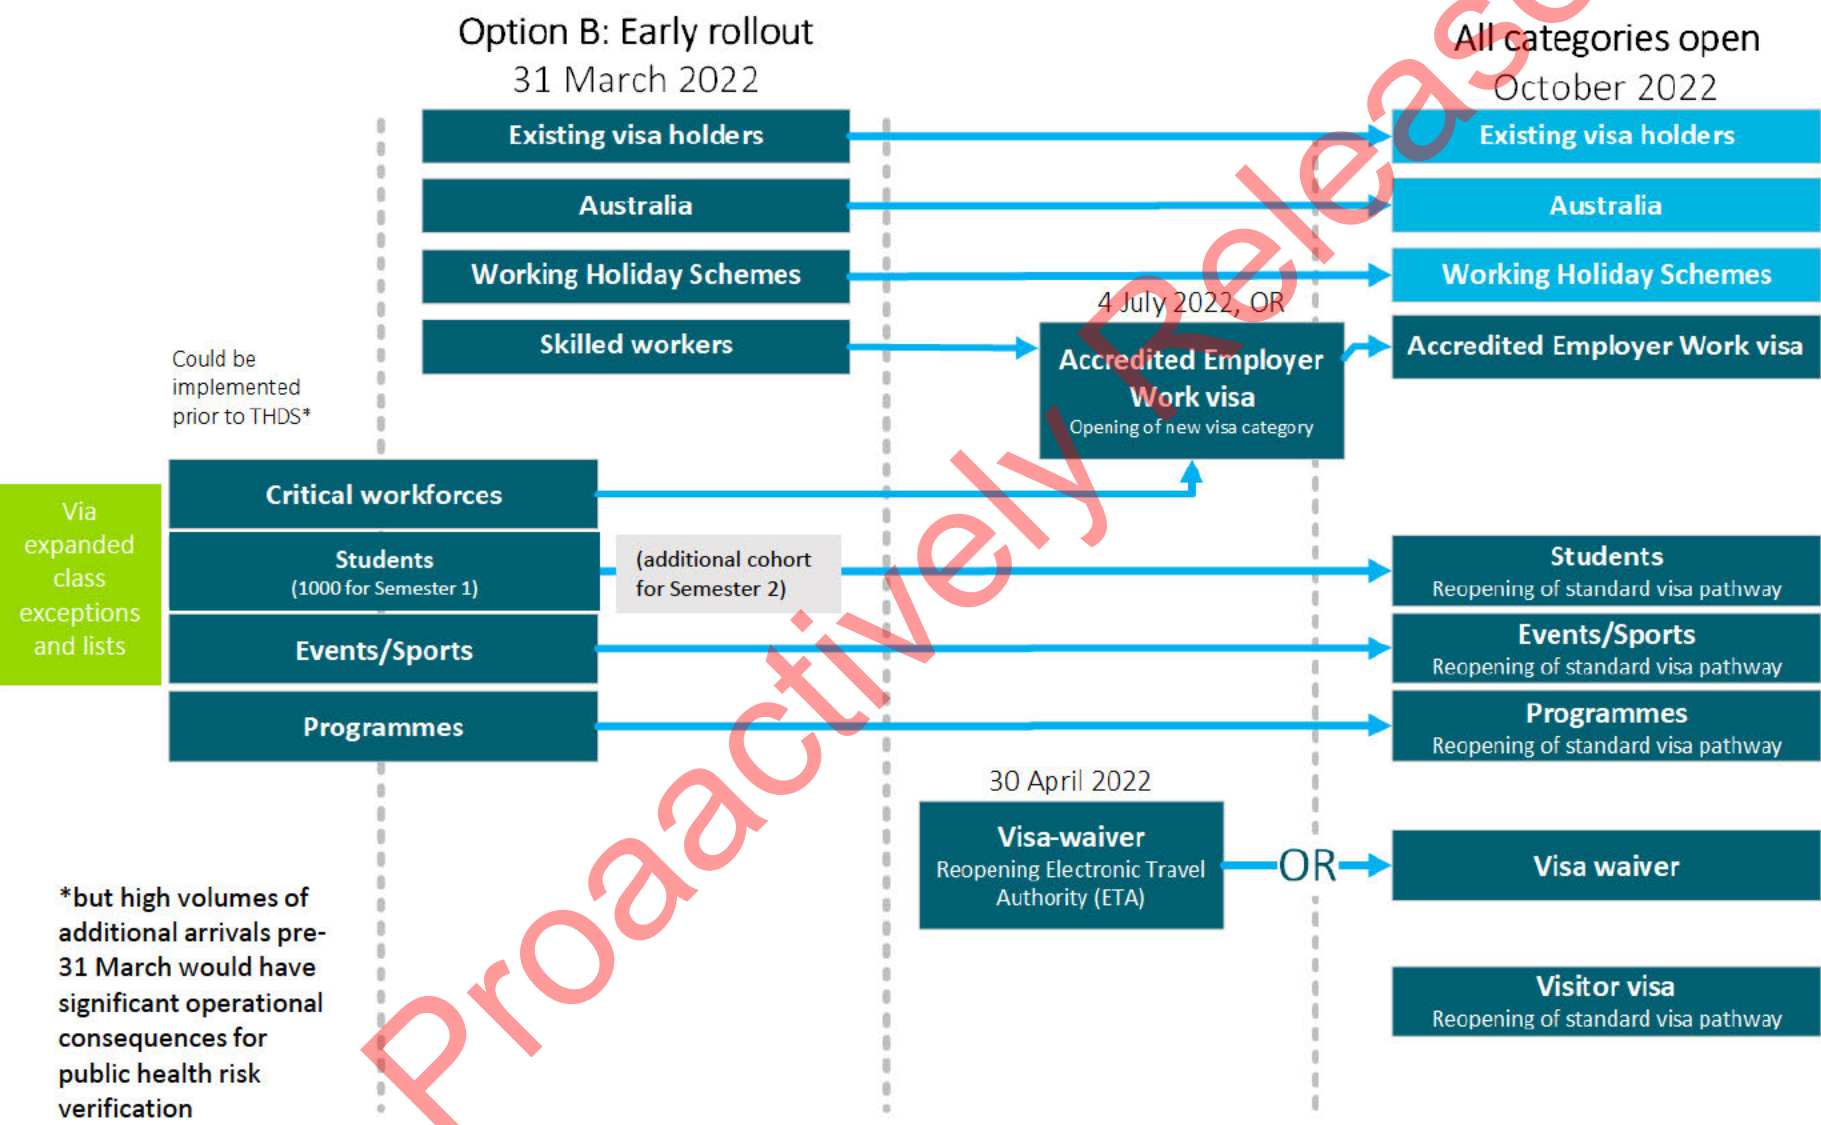 Option B: Early rollout
31 March 2022
All categories open
October 2022
Existing visa holders
Existing visa holders
Australia
Australia
Working Holiday Schemes
Working Holiday Schemes
4 July 2022, OR
Skilled workers
Accredited Employer
Work visa
Opening of new visa category
Accredited Employer Work visa
Could be
implemented
prior to THDS*
Via
expanded
class
exceptions
and lists
Critical workforces
Students
(1000 for Semester 1)
(additional cohort
for Semester 2)
Students
Reopening of standard visa pathway
Events/Sports
Events/Sports
Reopening of standard visa pathway
Programmes
Programmes
Reopening of standard visa pathway
30 April 2022
Visa-waiver
Reopening Electronic Travel
Authority (ETA)
OR
Visa waiver
Visitor visa
Reopening of standard visa pathway
*but high volumes of
additional arrivals pre-
31 March would have
significant operational
consequences for
public health risk
verification
Proactively Releas